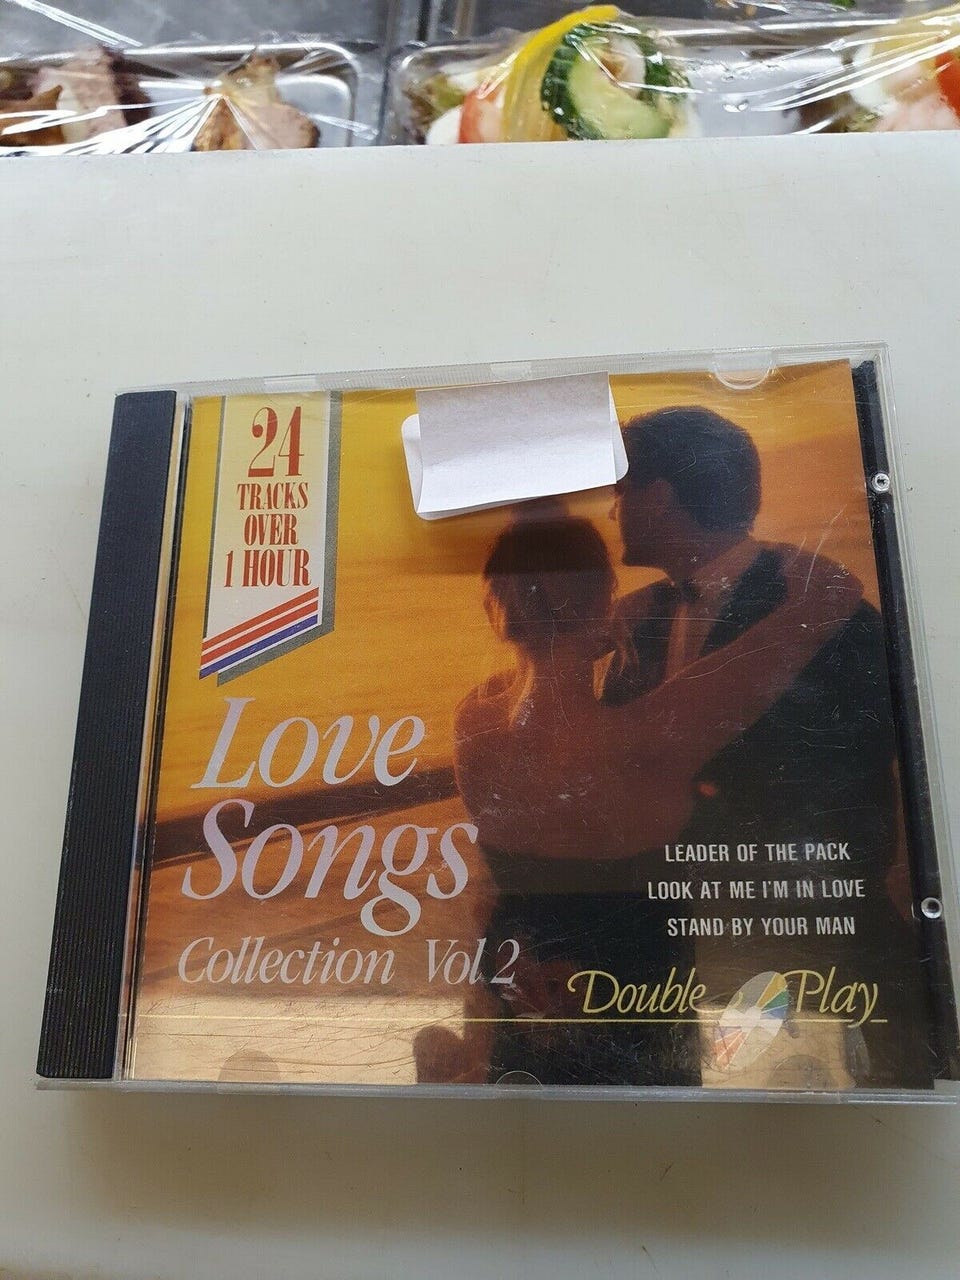 24
TRACKS
OVER
1 HOUR
Love
Songs
Collection Vol.2
LEADER OF THE PACK
LOOK AT ME I'M IN LOVE
STAND BY YOUR MAN
Double Play